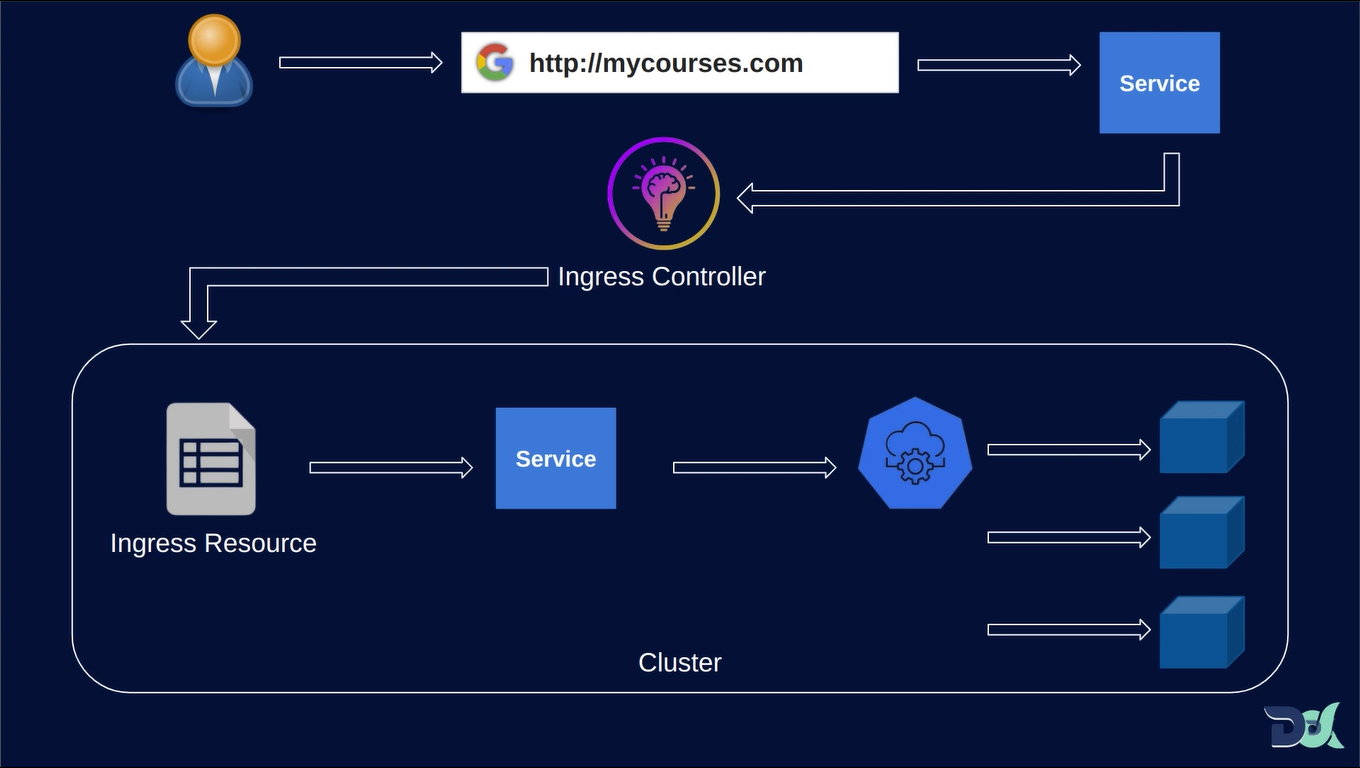 http://mycourses.com
Service
Ingress Controller
Service
Ingress Resource
Cluster